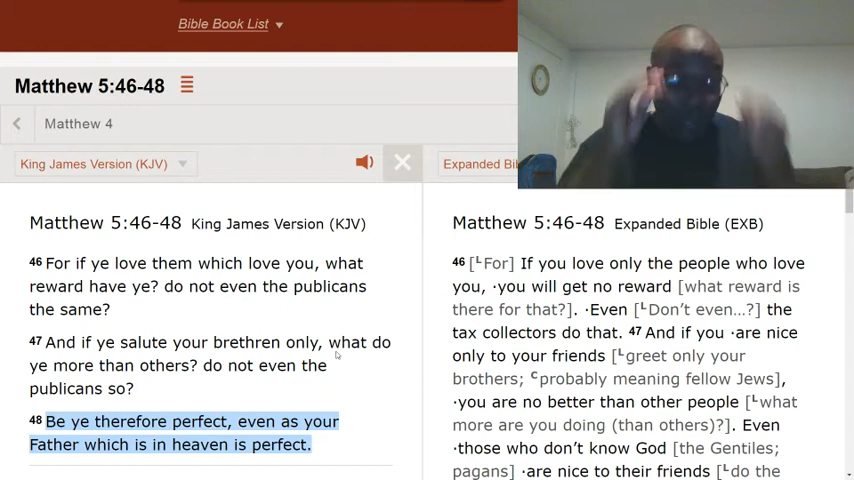 Bible Book List
Matthew 5:46-48
Matthew 4
King James Version (KJV)
Expanded Bi
Matthew 5:46-48 King James Version (KJV)
46 For if ye love them which love you, what
reward have ye? do not even the publicans
the same?
47 And if ye salute your brethren only, what do
ye more than others? do not even the
publicans so?
48 Be ye therefore perfect, even as your
Father which is in heaven is perfect.
Matthew 5:46-48 Expanded Bible (EXB)
46 [LFor] If you love only the people who love
you, ·you will get no reward [what reward is
there for that?]. ·Even [LDon't even…?] the
tax collectors do that. 47 And if you ·are nice
only to your friends [Lgreet only your
brothers; Cprobably meaning fellow Jews],
·you are no better than other people [Lwhat
more are you doing (than others)?]. Even
·those who don't know God [the Gentiles;
pagans] ·are nice to their friends [Ldo the